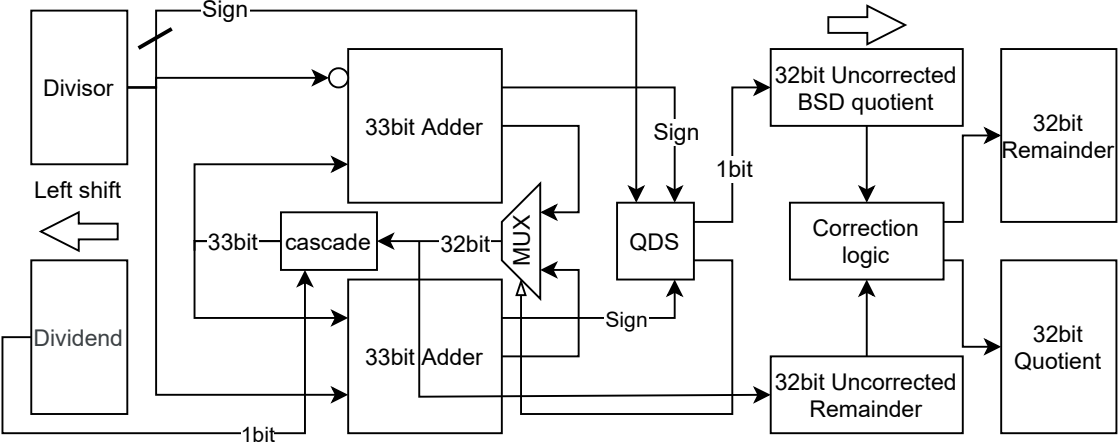 Sign
Divisor
33bit Adder
Sign
1bit
32bit Uncorrected
BSD quotient
32bit
Remainder
Left shift
33bit
cascade
32bit
MUX
QDS
Correction
logic
Dividend
33bit Adder
Sign
32bit Uncorrected
Remainder
32bit
Quotient
1bit